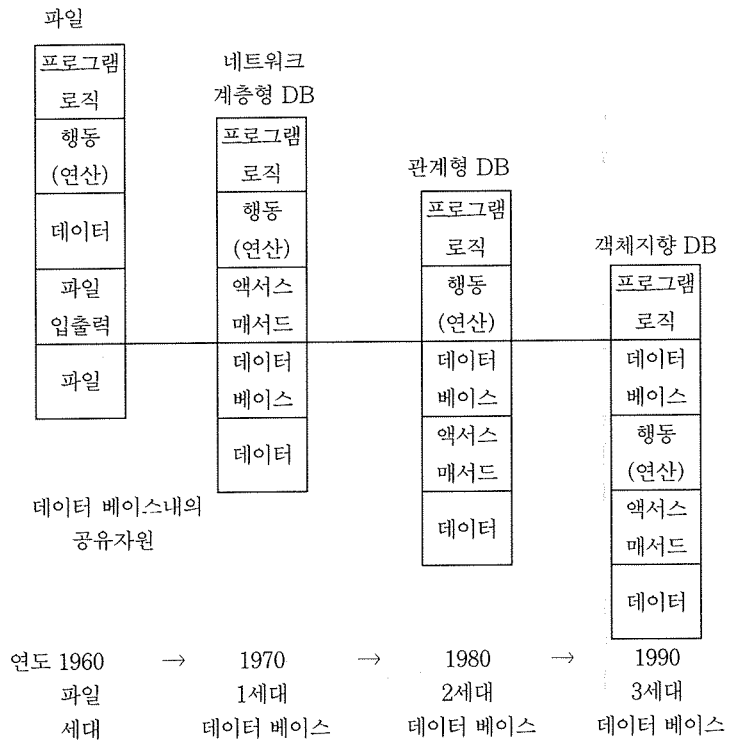 파일
프로그램
로직
행동
(연산)
데이터
파일
입출력
파일
네트워크
계층형 DB
프로그램
로직
행동
(연산)
액서스
매서드
데이터
베이스
데이터
관계형 DB
프로그램
로직
행동
(연산)
데이터
베이스
액서스
매서드
데이터
객체지향 DB
프로그램
로직
데이터
베이스
행동
(연산)
액서스
매서드
데이터
데이터 베이스내의
공유자원
연도 1960 → 1970 → 1980 → 1990
파일 1세대 2세대 3세대
세대 데이터 베이스 데이터 베이스 데이터 베이스